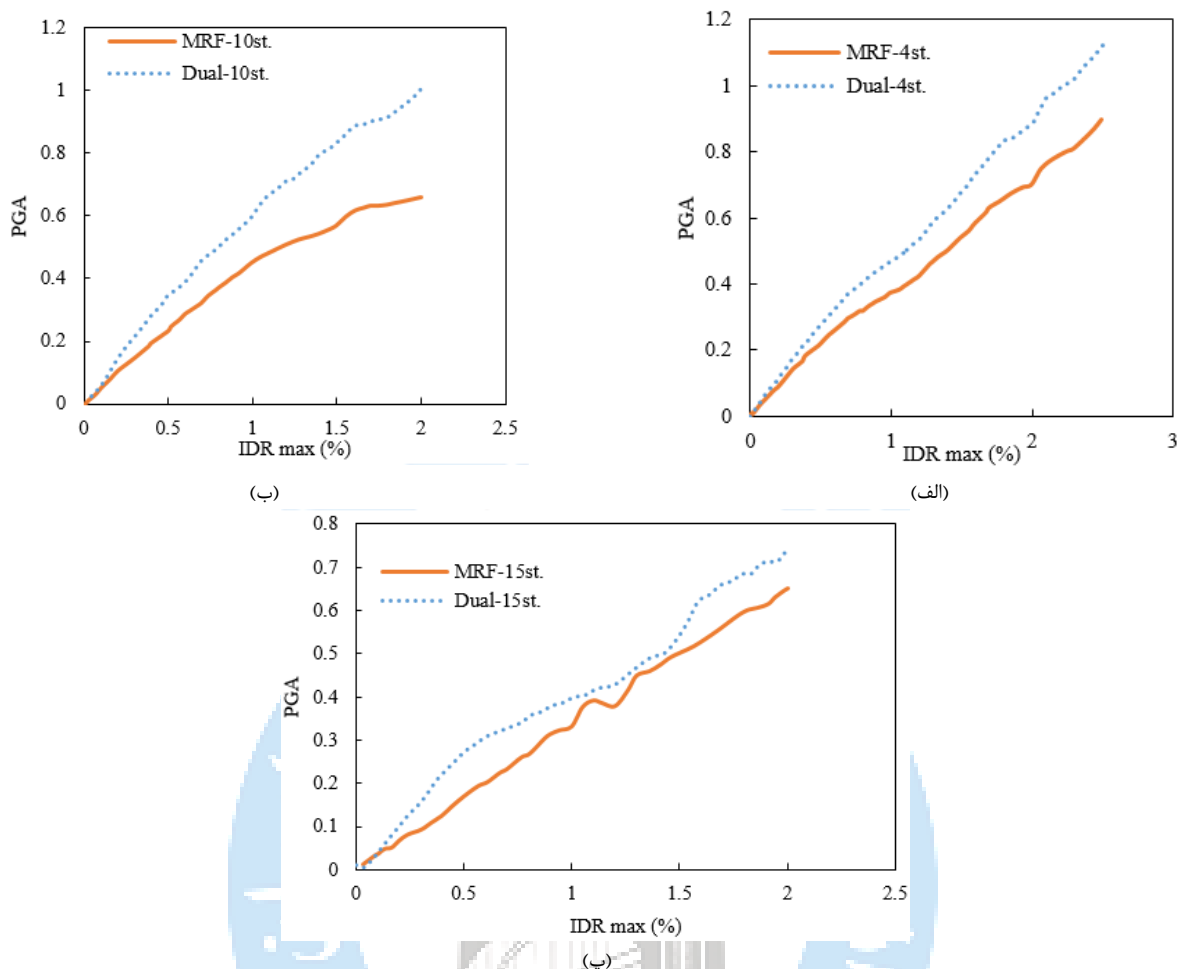 1.2
MRF-10st.
Dual-10st.
1
0.8
0.6
0.4
0.2
0
PGA
0 0.5 1 1.5 2 2.5
IDR max (%)
(ب)
1.2
MRF-4st.
Dual-4st.
1
0.8
0.6
0.4
0.2
0
PGA
0 1 2 3
IDR max (%)
(الف)
0.8
0.7
0.6
0.5
0.4
0.3
0.2
0.1
0
MRF-15st.
Dual-15st.
PGA
0 0.5 1 1.5 2 2.5
IDR max (%)
(پ)